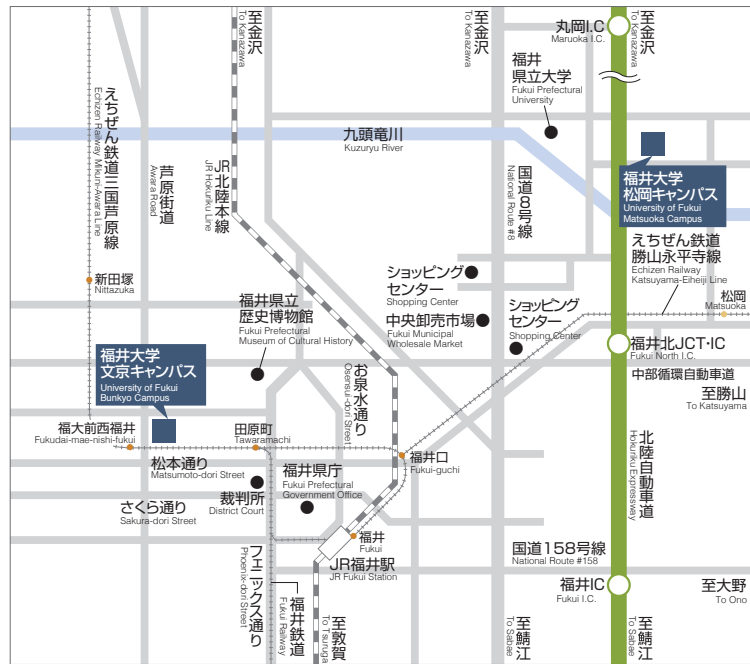 至金沢
To Kanazawa
至金沢
To Kanazawa
丸岡I.C
Maruoka I.C.
至金沢
To Kanazawa
福井
県立大学
Fukui Prefectural
University
えちぜん鉄道三国芦原線
Echizen Railway Mikuni-Awara Line
芦原街道
Awara Road
JR北陸本線
JR Hokuriku Line
九頭竜川
Kuzuryu River
国道8号線
National Route #8
福井大学
松岡キャンパス
University of Fukui
Matsuoka Campus
えちぜん鉄道
勝山永平寺線
Echizen Railway
Katsuyama-Eiheiji Line
新田塚
Nittazuka
福井県立
歴史博物館
Fukui Prefectural
Museum of Cultural History
ショッピング
センター
Shopping Center
中央卸売市場
Fukui Municipal
Wholesale Market
ショッピング
センター
Shopping Center
松岡
Matsuoka
福井北JCT・IC
Fukui North I.C.
中部循環自動車道
至勝山
To Katsuyama
福井大学
文京キャンパス
University of Fukui
Bunkyo Campus
お泉水通り
Osensui-dori Street
福大前西福井
Fukudai-mae-nishi-fukui
田原町
Tawaramachi
福井口
Fukui-guchi
北陸自動車道
Hokuriku Expressway
松本通り
Matsumoto-dori Street
福井県庁
Fukui Prefectural
Government Office
裁判所
District Court
さくら通り
Sakura-dori Street
福井
Fukui
JR福井駅
JR Fukui Station
国道158号線
National Route #158
フェニックス通り
Phoenix-dori Street
福井鉄道
Fukui Railway
至敦賀
To Tsuruga
至鯖江
To Sabae
福井IC
Fukui I.C.
至大野
To Ono
至鯖江
To Sabae